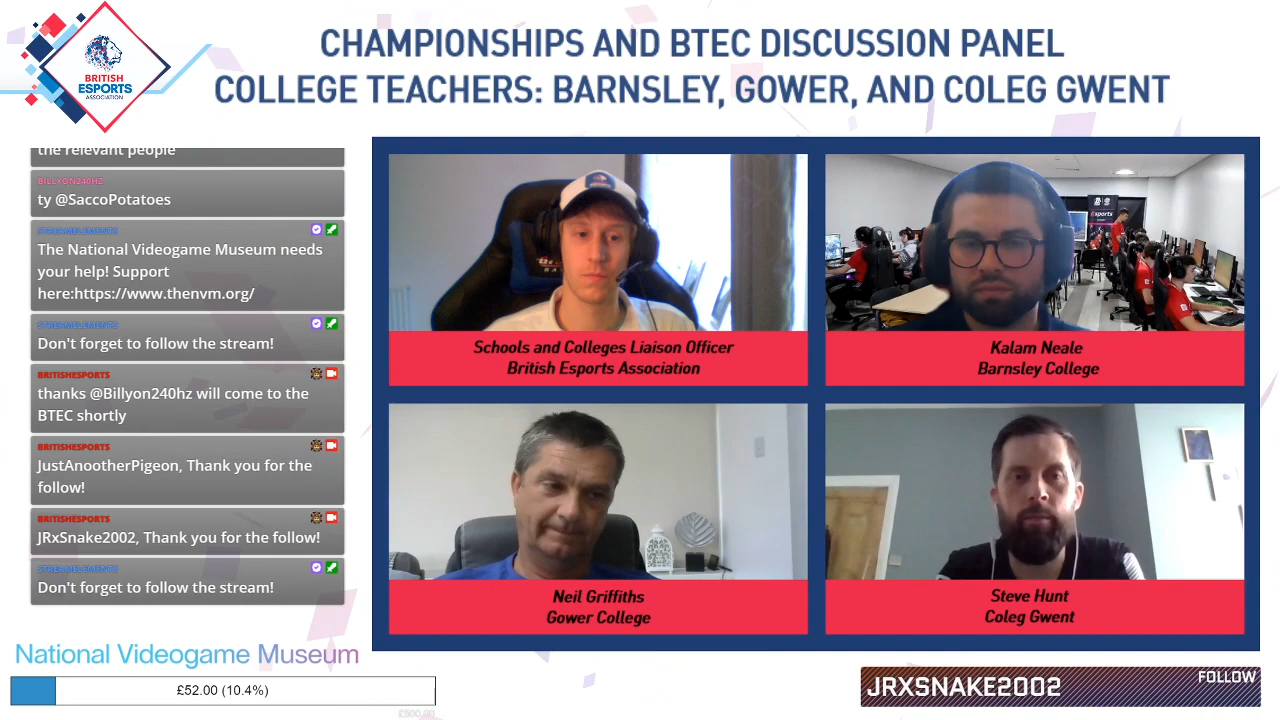 CHAMPIONSHIPS AND BTEC DISCUSSION PANEL
COLLEGE TEACHERS: BARNSLEY, GOWER, AND COLEG GWENT
BRITISH
ESPORTS
ASSOCIATION
the relevant people
BILLYON240HZ
ty @SaccoPotatoes
STREAMELEMENTS
The National Videogame Museum needs
your help! Support
here:https://www.thenvm.org/
STREAMELEMENTS
Don't forget to follow the stream!
BRITISHESPORTS
thanks @Billyon240hz will come to the
BTEC shortly
BRITISHESPORTS
JustAnootherPigeon, Thank you for the
follow!
BRITISHESPORTS
JRxSnake2002, Thank you for the follow!
STREAMELEMENTS
Don't forget to follow the stream!
National Videogame Museum
£52.00 (10.4%)
£500.00
Schools and Colleges Liaison Officer
British Esports Association
esports
Kalam Neale
Barnsley College
Neil Griffiths
Gower College
Steve Hunt
Coleg Gwent
JRXSNAKE2002
FOLLOW